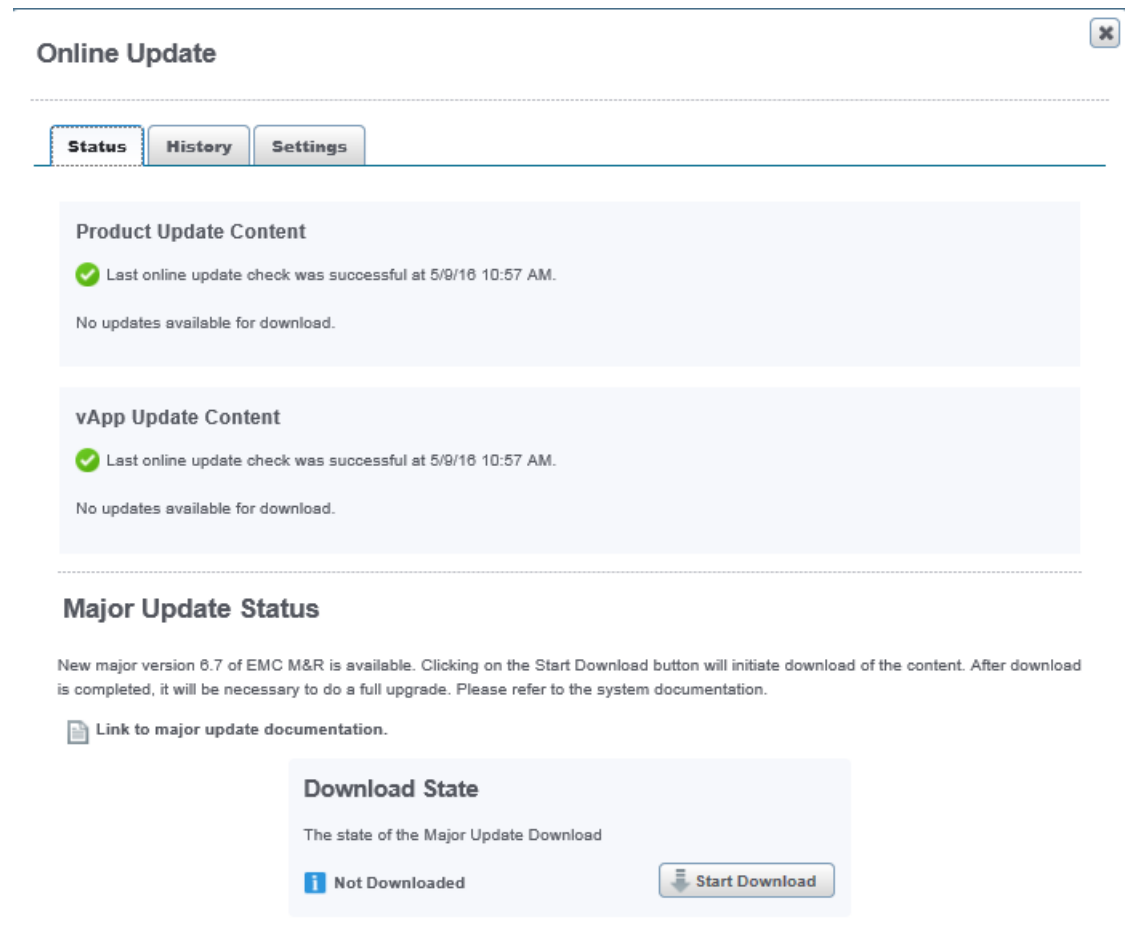 Online Update
Status
History
Settings
Product Update Content
Last online update check was successful at 5/9/16 10:57 AM.
No updates available for download.
vApp Update Content
Last online update check was successful at 5/9/16 10:57 AM.
No updates available for download.
Major Update Status
New major version 6.7 of EMC M&R is available. Clicking on the Start Download button will initiate download of the content. After download
is completed, it will be necessary to do a full upgrade. Please refer to the system documentation.
Link to major update documentation.
Download State
The state of the Major Update Download
Not Downloaded
Start Download